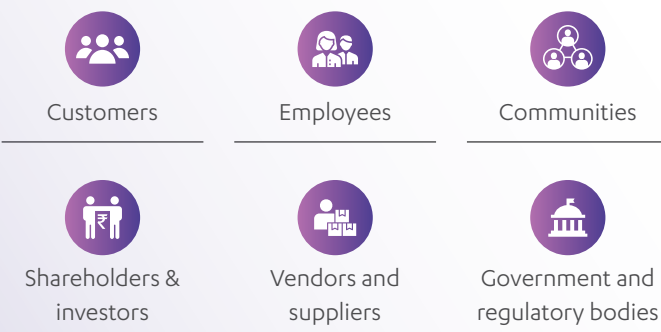 Customers
Employees
Communities
₹
Shareholders &
investors
Vendors and
suppliers
Government and
regulatory bodies